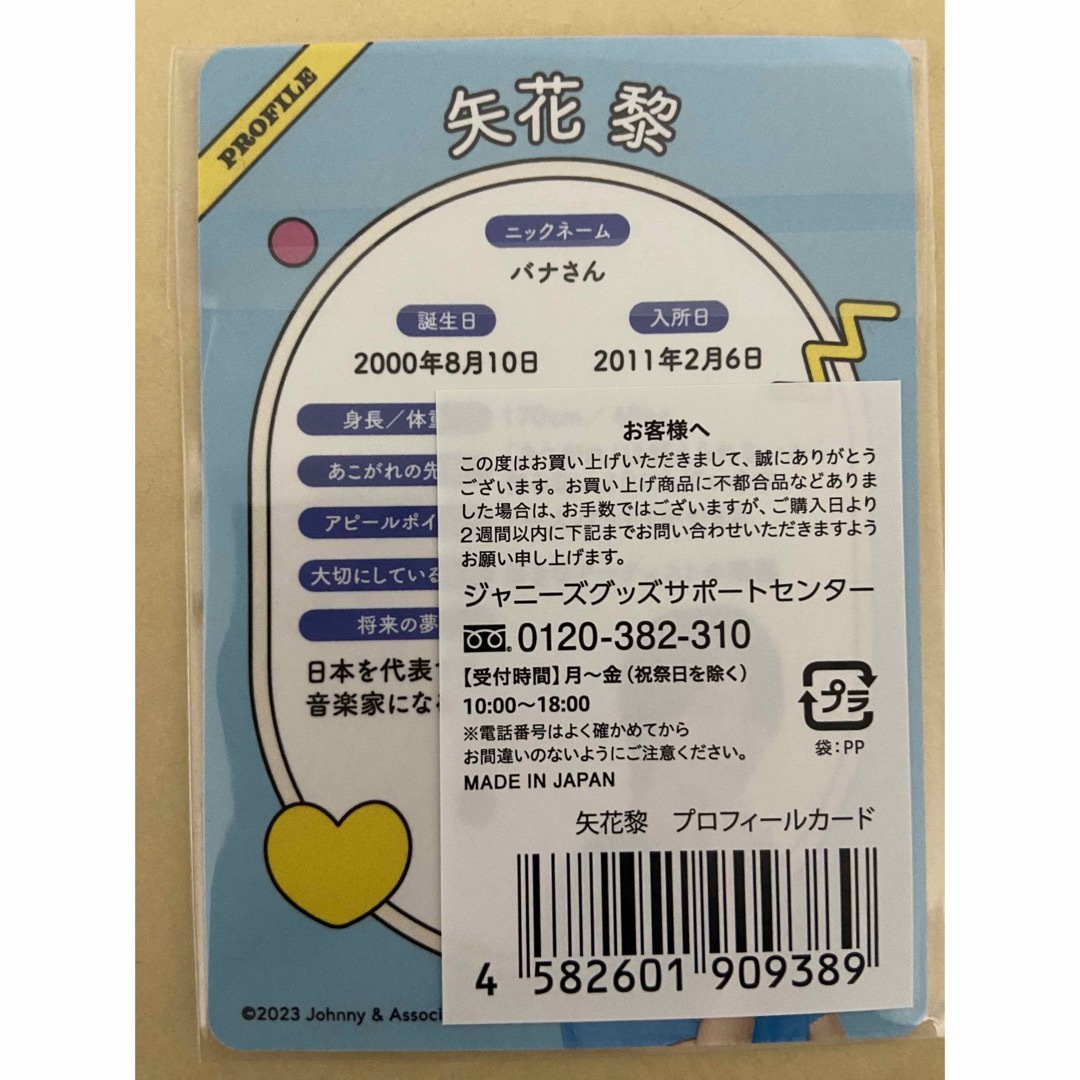 PROFILE
矢花 黎
ニックネーム
バナさん
誕生日
入所日
2000年8月10日
2011年2月6日
身長／体重
あこがれの先
アピールポイ
大切にしている
将来の夢
日本を代表
音楽家にな
お客様へ
この度はお買い上げいただきまして、誠にありがとう
ございます。お買い上げ商品に不都合品などありま
した場合は、お手数ではございますが、ご購入日より
2週間以内に下記までお問い合わせいただきますよう
お願い申し上げます。
ジャニーズグッズサポートセンター
0120-382-310
【受付時間】月～金（祝祭日を除く）
10:00～18:00
※電話番号はよく確かめてから
お間違いのないようにご注意ください。
MADE IN JAPAN
プラ
袋：PP
矢花黎 プロフィールカード
4 582601 909389
©2023 Johnny & Associ